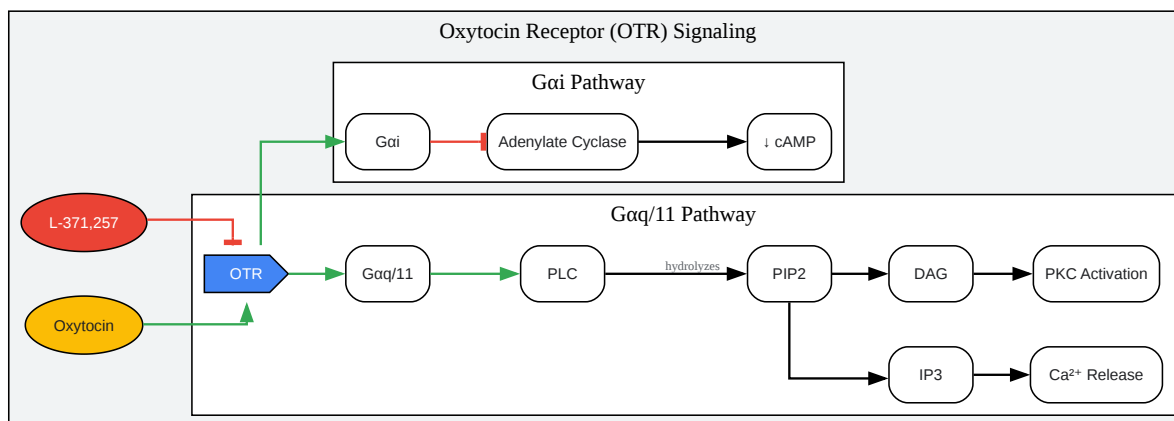 Oxytocin Receptor (OTR) Signaling
Gαi Pathway
Gαi
Adenylate Cyclase
↓ cAMP
L-371,257
Gαq/11 Pathway
OTR
Gαq/11
PLC
hydrolyzes
PIP2
DAG
PKC Activation
Oxytocin
IP3
Ca²⁺ Release